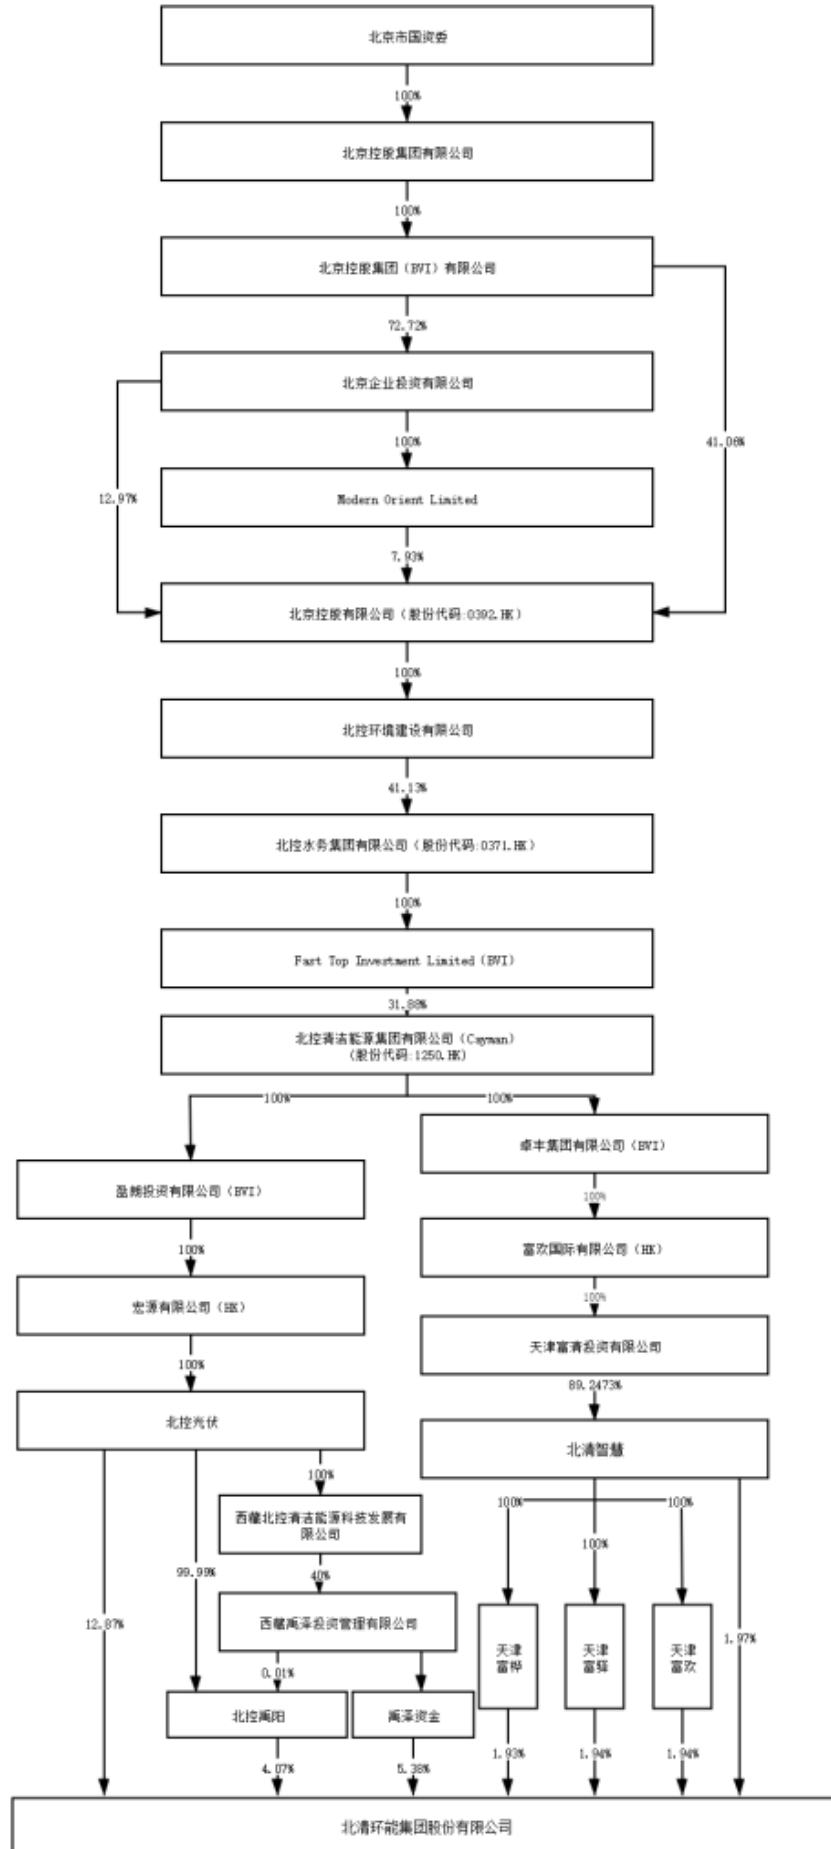 北京市国资委
100%
北京控股集团有限公司
100%
北京控股集团（BVI）有限公司
72.72%
北京企业投资有限公司
100%
41.06%
12.97%
Modern Orient Limited
7.93%
北京控股有限公司（股份代码:0392.HK）
100%
北控环境建设有限公司
41.13%
北控水务集团有限公司（股份代码:0371.HK）
100%
Fast Top Investment Limited（BVI）
31.88%
北控清洁能源集团有限公司（Cayman）
（股份代码:1250.HK）
100%
100%
卓丰集团有限公司（BVI）
盈朗投资有限公司（BVI）
100%
富欢国际有限公司（HK）
100%
宏源有限公司（HK）
100%
天津富清投资有限公司
100%
89.2473%
北控光伏
北清智慧
100%
西藏北控清洁能源科技发展有
限公司
100%
100%
100%
99.99%
40%
西藏禹泽投资管理有限公司
12.87%
天津
富桦
天津
富驿
天津
富欢
1.97%
0.01%
北控禹阳
禹泽资金
4.07%
5.38%
1.93%
1.94%
1.94%
北清环能集团股份有限公司